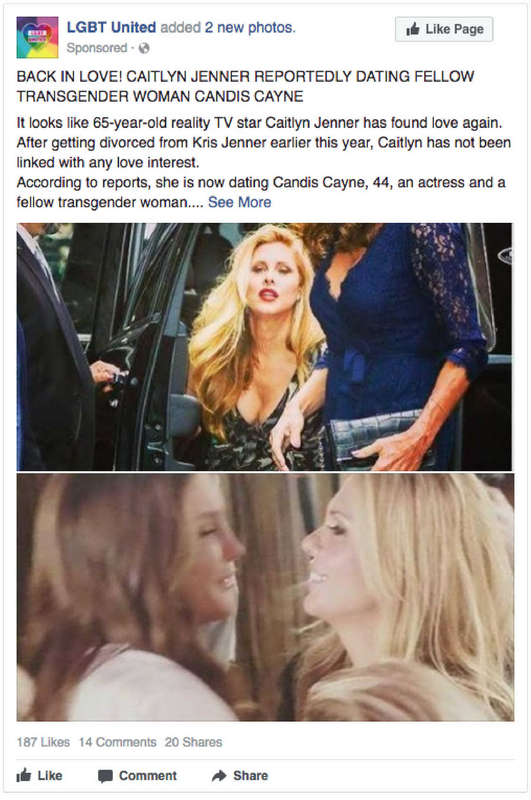 LGBT United added 2 new photos.
Like Page
Sponsored ·
BACK IN LOVE! CAITLYN JENNER REPORTEDLY DATING FELLOW
TRANSGENDER WOMAN CANDIS CAYNE
It looks like 65-year-old reality TV star Caitlyn Jenner has found love again.
After getting divorced from Kris Jenner earlier this year, Caitlyn has not been
linked with any love interest.
According to reports, she is now dating Candis Cayne, 44, an actress and a
fellow transgender woman.... See More
187 Likes 14 Comments 20 Shares
Like Comment Share